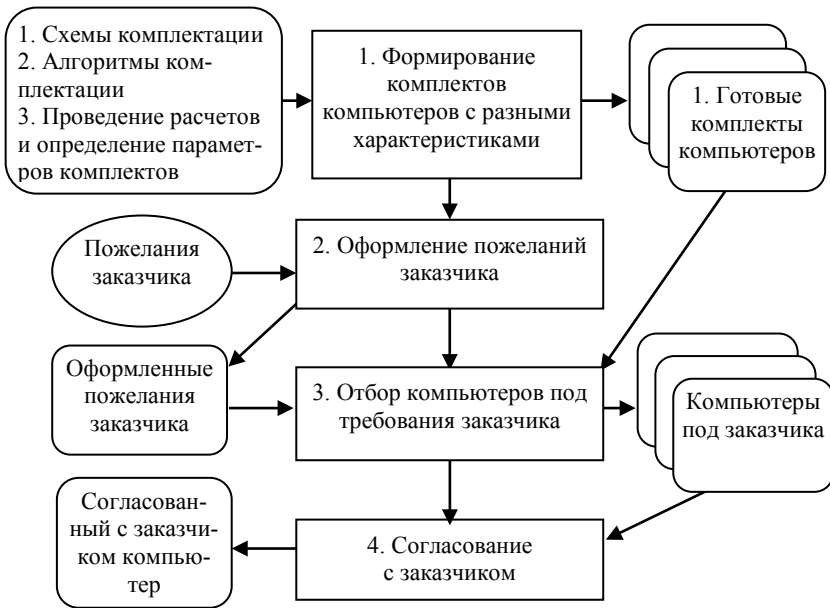 1. Схемы комплектации
2. Алгоритмы ком-
плектации
3. Проведение расчетов
и определение парамет-
ров комплектов
1. Формирование
комплектов
компьютеров с разными
характеристиками
1. Готовые
комплекты
компьютеров
Пожелания
заказчика
2. Оформление пожеланий
заказчика
Оформленные
пожелания
заказчика
3. Отбор компьютеров под
требования заказчика
Компьютеры
под заказчика
Согласован-
ный с заказчи-
ком компью-
тер
4. Согласование
с заказчиком